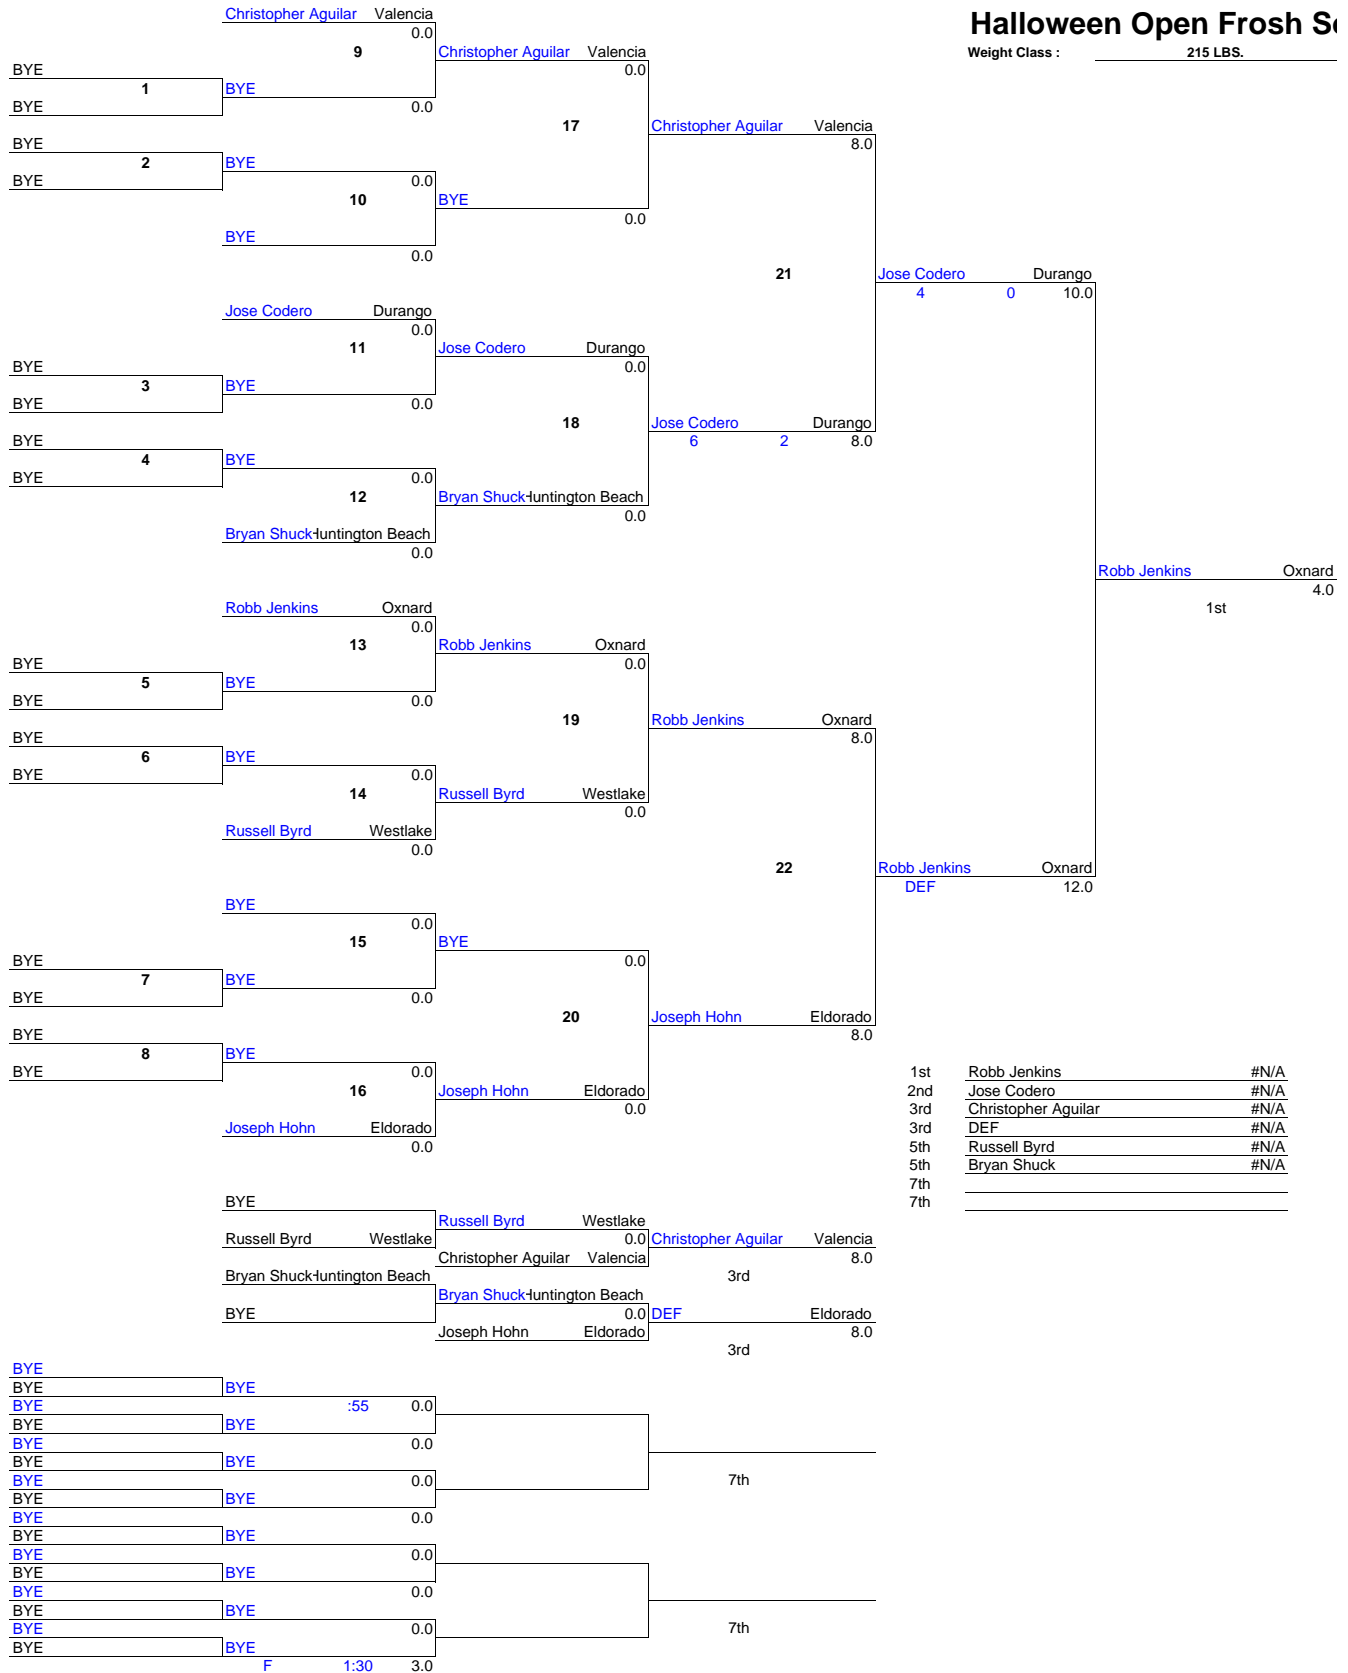 Christopher Aguilar Valencia
Halloween Open Frosh
0.0
9
Christopher Aguilar Valencia
Weight Class : 215 LBS.
BYE
0.0
1
BYE
BYE
0.0
17
Christopher Aguilar Valencia
BYE
8.0
2
BYE
BYE
0.0
10
BYE
0.0
BYE
0.0
21
Jose Codero Durango
4 0 10.0
Jose Codero Durango
0.0
11
Jose Codero Durango
BYE
0.0
3
BYE
BYE
0.0
18
Jose Codero Durango
BYE
6 2 8.0
4
BYE
BYE
0.0
12
Bryan Shuck Huntington Beach
0.0
Bryan Shuck Huntington Beach
0.0
Robb Jenkins Oxnard
4.0
1st
Robb Jenkins Oxnard
0.0
13
Robb Jenkins Oxnard
BYE
0.0
5
BYE
BYE
0.0
19
Robb Jenkins Oxnard
BYE
8.0
6
BYE
BYE
0.0
14
Russell Byrd Westlake
0.0
Russell Byrd Westlake
0.0
22
Robb Jenkins Oxnard
DEF 12.0
BYE
0.0
15
BYE
BYE
0.0
7
BYE
BYE
0.0
20
Joseph Hohn Eldorado
BYE
8.0
8
BYE
BYE
0.0
16
Joseph Hohn Eldorado
0.0
Joseph Hohn Eldorado
0.0
1st Robb Jenkins #N/A
2nd Jose Codero #N/A
3rd Christopher Aguilar #N/A
3rd DEF #N/A
5th Russell Byrd #N/A
5th Bryan Shuck #N/A
7th
7th
BYE
Russell Byrd Westlake
Russell Byrd Westlake
0.0
Christopher Aguilar Valencia
Christopher Aguilar Valencia
8.0
3rd
Bryan Shuck Huntington Beach
Bryan Shuck Huntington Beach
BYE
0.0
DEF Eldorado
Joseph Hohn Eldorado
8.0
3rd
BYE
BYE BYE
BYE :55 0.0
BYE BYE
BYE 0.0
BYE BYE
BYE 0.0
7th
BYE BYE
BYE 0.0
BYE BYE
BYE 0.0
BYE BYE
BYE 0.0
BYE BYE
BYE 0.0
7th
BYE BYE
F 1:30 3.0